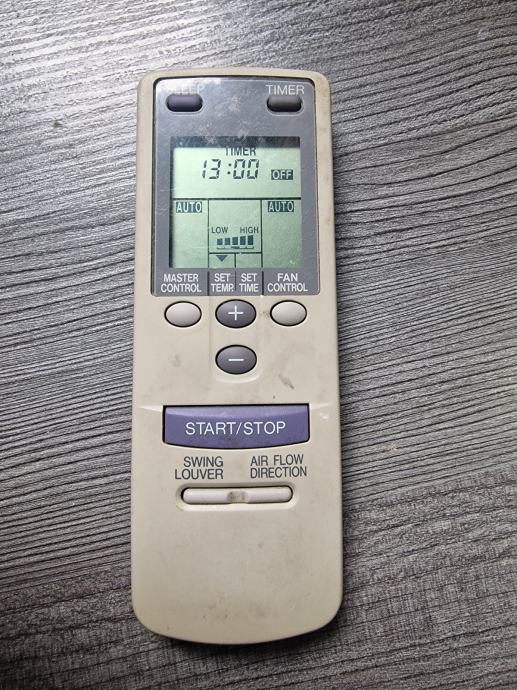 SLEEP TIMER
TIMER
13:00 OFF
AUTO AUTO
LOW HIGH
MASTER CONTROL SET TEMP. SET TIME FAN CONTROL
+
−
START/STOP
SWING LOUVER AIR FLOW DIRECTION